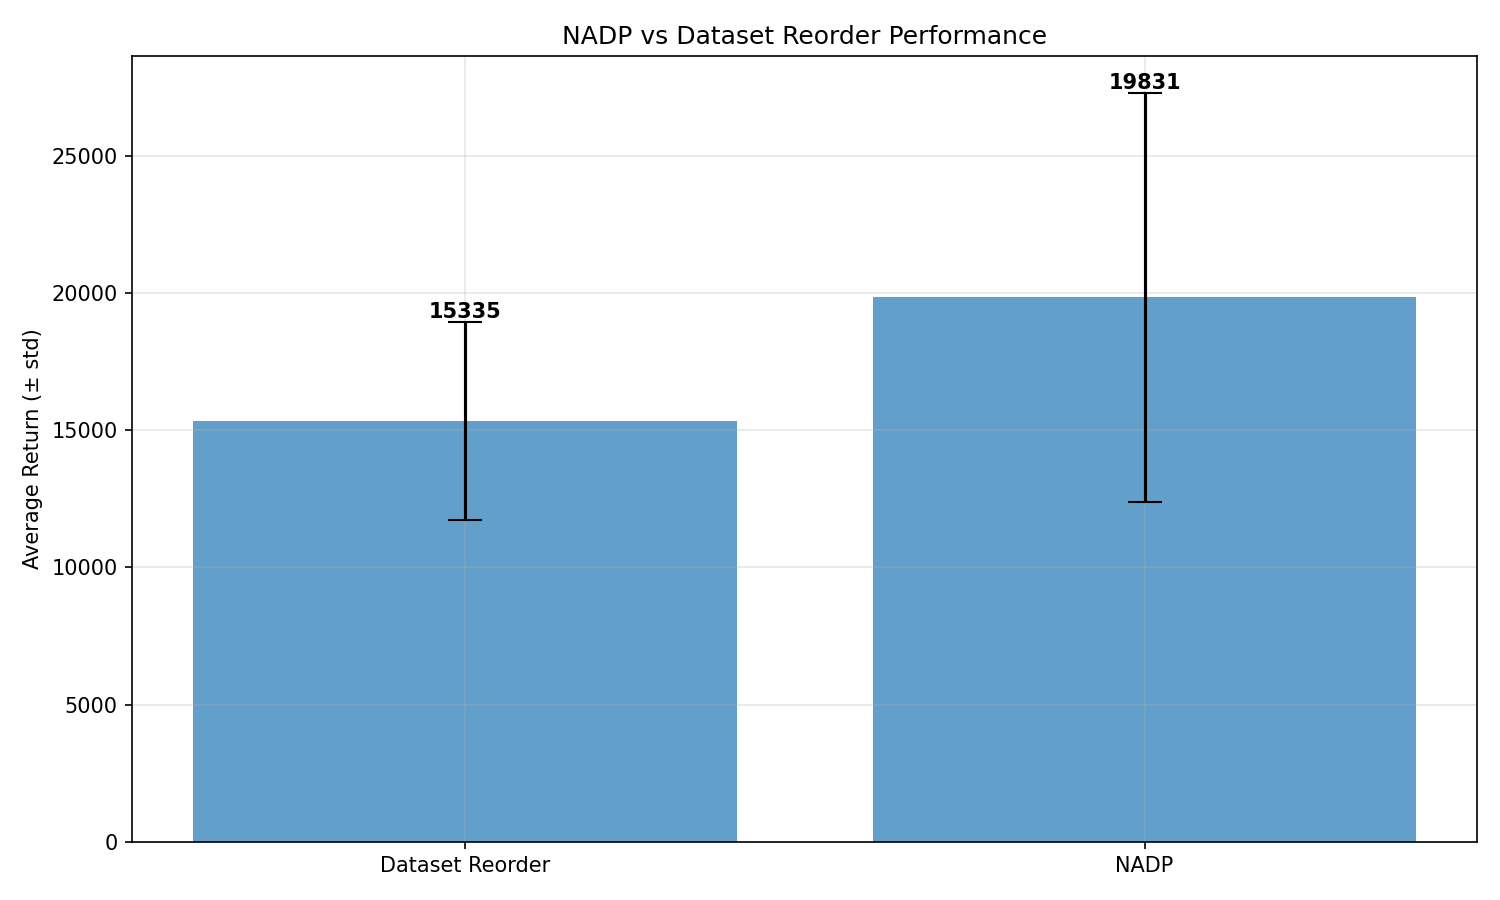 NADP vs Dataset Reorder Performance
Average Return (± std)
25000
20000
15000
10000
5000
0
15335
19831
Dataset Reorder
NADP